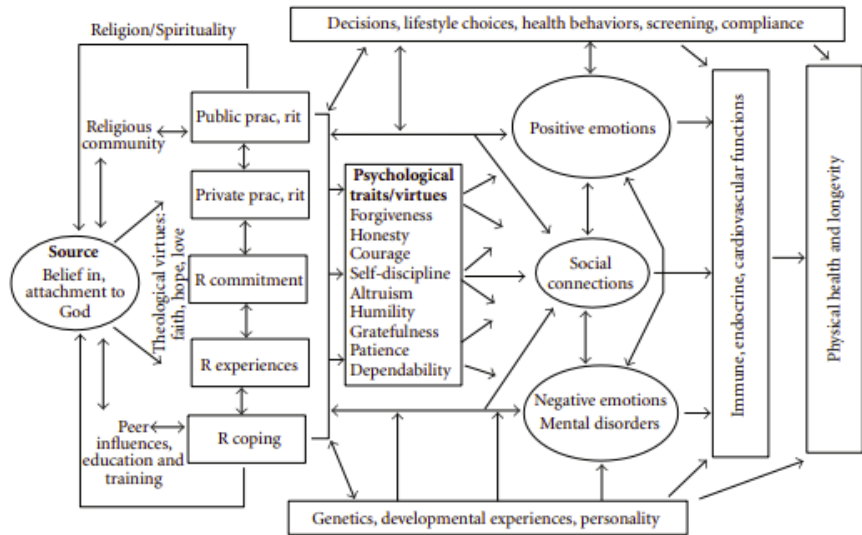 Religion/Spirituality
Decisions, lifestyle choices, health behaviors, screening, compliance
Religious
community
Public prac, rit
Private prac, rit
R commitment
R experiences
R coping
Source
Belief in,
attachment to
God
Theological virtues:
faith, hope, love
Peer
influences,
education and
training
Psychological
traits/virtues
Forgiveness
Honesty
Courage
Self-discipline
Altruism
Humility
Gratefulness
Patience
Dependability
Positive emotions
Social
connections
Negative emotions
Mental disorders
Immune, endocrine, cardiovascular functions
Physical health and longevity
Genetics, developmental experiences, personality